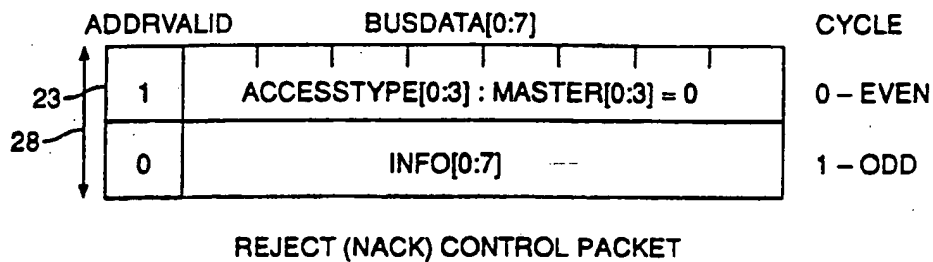 ADDRVALID BUSDATA[0:7] CYCLE
23 1 ACCESSTYPE[0:3] : MASTER[0:3] = 0 0 – EVEN
28
0 INFO[0:7] 1 – ODD
REJECT (NACK) CONTROL PACKET